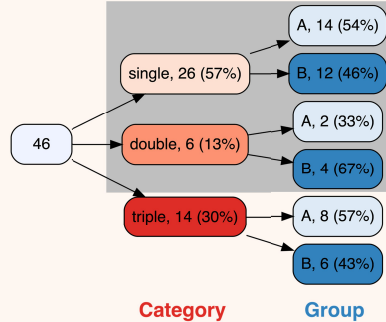 A, 14 (54%)
single, 26 (57%)
B, 12 (46%)
A, 2 (33%)
46
double, 6 (13%)
B, 4 (67%)
triple, 14 (30%)
A, 8 (57%)
B, 6 (43%)
Category
Group